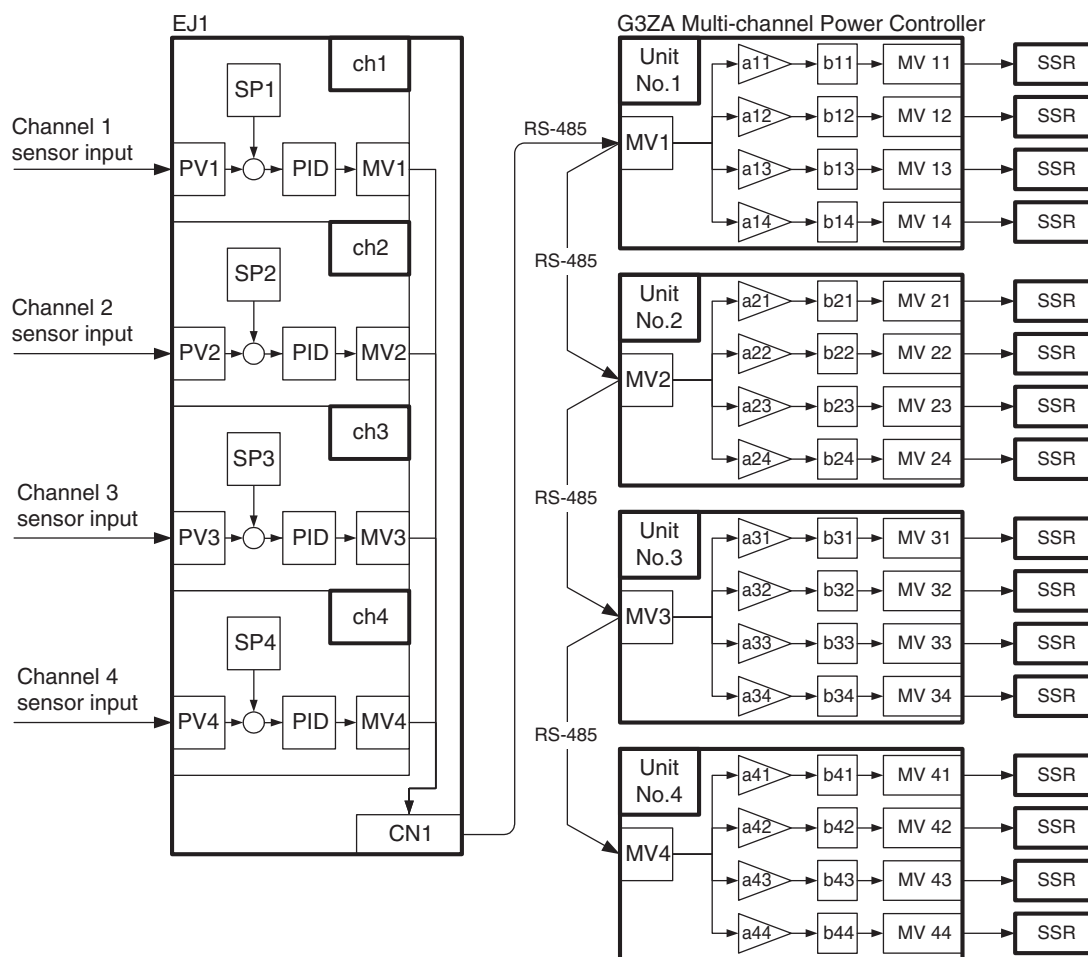 EJ1
ch1
SP1
Channel 1
sensor input
PV1
PID
MV1
ch2
SP2
Channel 2
sensor input
PV2
PID
MV2
ch3
SP3
Channel 3
sensor input
PV3
PID
MV3
ch4
SP4
Channel 4
sensor input
PV4
PID
MV4
CN1
RS-485
RS-485
RS-485
RS-485
G3ZA Multi-channel Power Controller
Unit
No.1
MV1
a11 b11 MV 11 SSR
a12 b12 MV 12 SSR
a13 b13 MV 13 SSR
a14 b14 MV 14 SSR
Unit
No.2
MV2
a21 b21 MV 21 SSR
a22 b22 MV 22 SSR
a23 b23 MV 23 SSR
a24 b24 MV 24 SSR
Unit
No.3
MV3
a31 b31 MV 31 SSR
a32 b32 MV 32 SSR
a33 b33 MV 33 SSR
a34 b34 MV 34 SSR
Unit
No.4
MV4
a41 b41 MV 41 SSR
a42 b42 MV 42 SSR
a43 b43 MV 43 SSR
a44 b44 MV 44 SSR